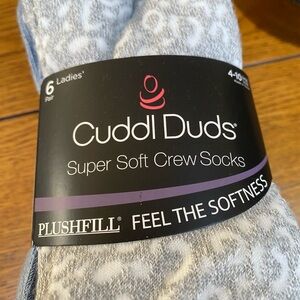 6 Ladies'
Pair
4-10
Cuddl Duds®
Super Soft Crew Socks
PLUSHFILL® FEEL THE SOFTNESS